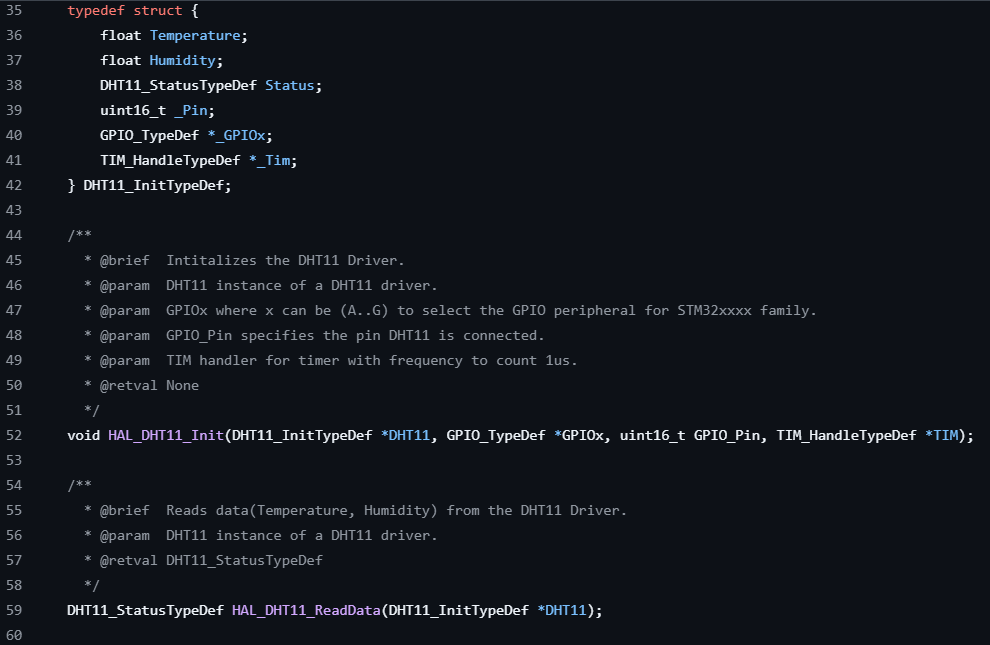 35 typedef struct {
36 float Temperature;
37 float Humidity;
38 DHT11_StatusTypeDef Status;
39 uint16_t _Pin;
40 GPIO_TypeDef *_GPIOx;
41 TIM_HandleTypeDef *_Tim;
42 } DHT11_InitTypeDef;
43
44 /**
45 * @brief  Intitalizes the DHT11 Driver.
46 * @param  DHT11 instance of a DHT11 driver.
47 * @param  GPIOx where x can be (A..G) to select the GPIO peripheral for STM32xxxx family.
48 * @param  GPIO_Pin specifies the pin DHT11 is connected.
49 * @param  TIM handler for timer with frequency to count 1us.
50 * @retval None
51 */
52 void HAL_DHT11_Init(DHT11_InitTypeDef *DHT11, GPIO_TypeDef *GPIOx, uint16_t GPIO_Pin, TIM_HandleTypeDef *TIM);
53
54 /**
55 * @brief  Reads data(Temperature, Humidity) from the DHT11 Driver.
56 * @param  DHT11 instance of a DHT11 driver.
57 * @retval DHT11_StatusTypeDef
58 */
59 DHT11_StatusTypeDef HAL_DHT11_ReadData(DHT11_InitTypeDef *DHT11);
60